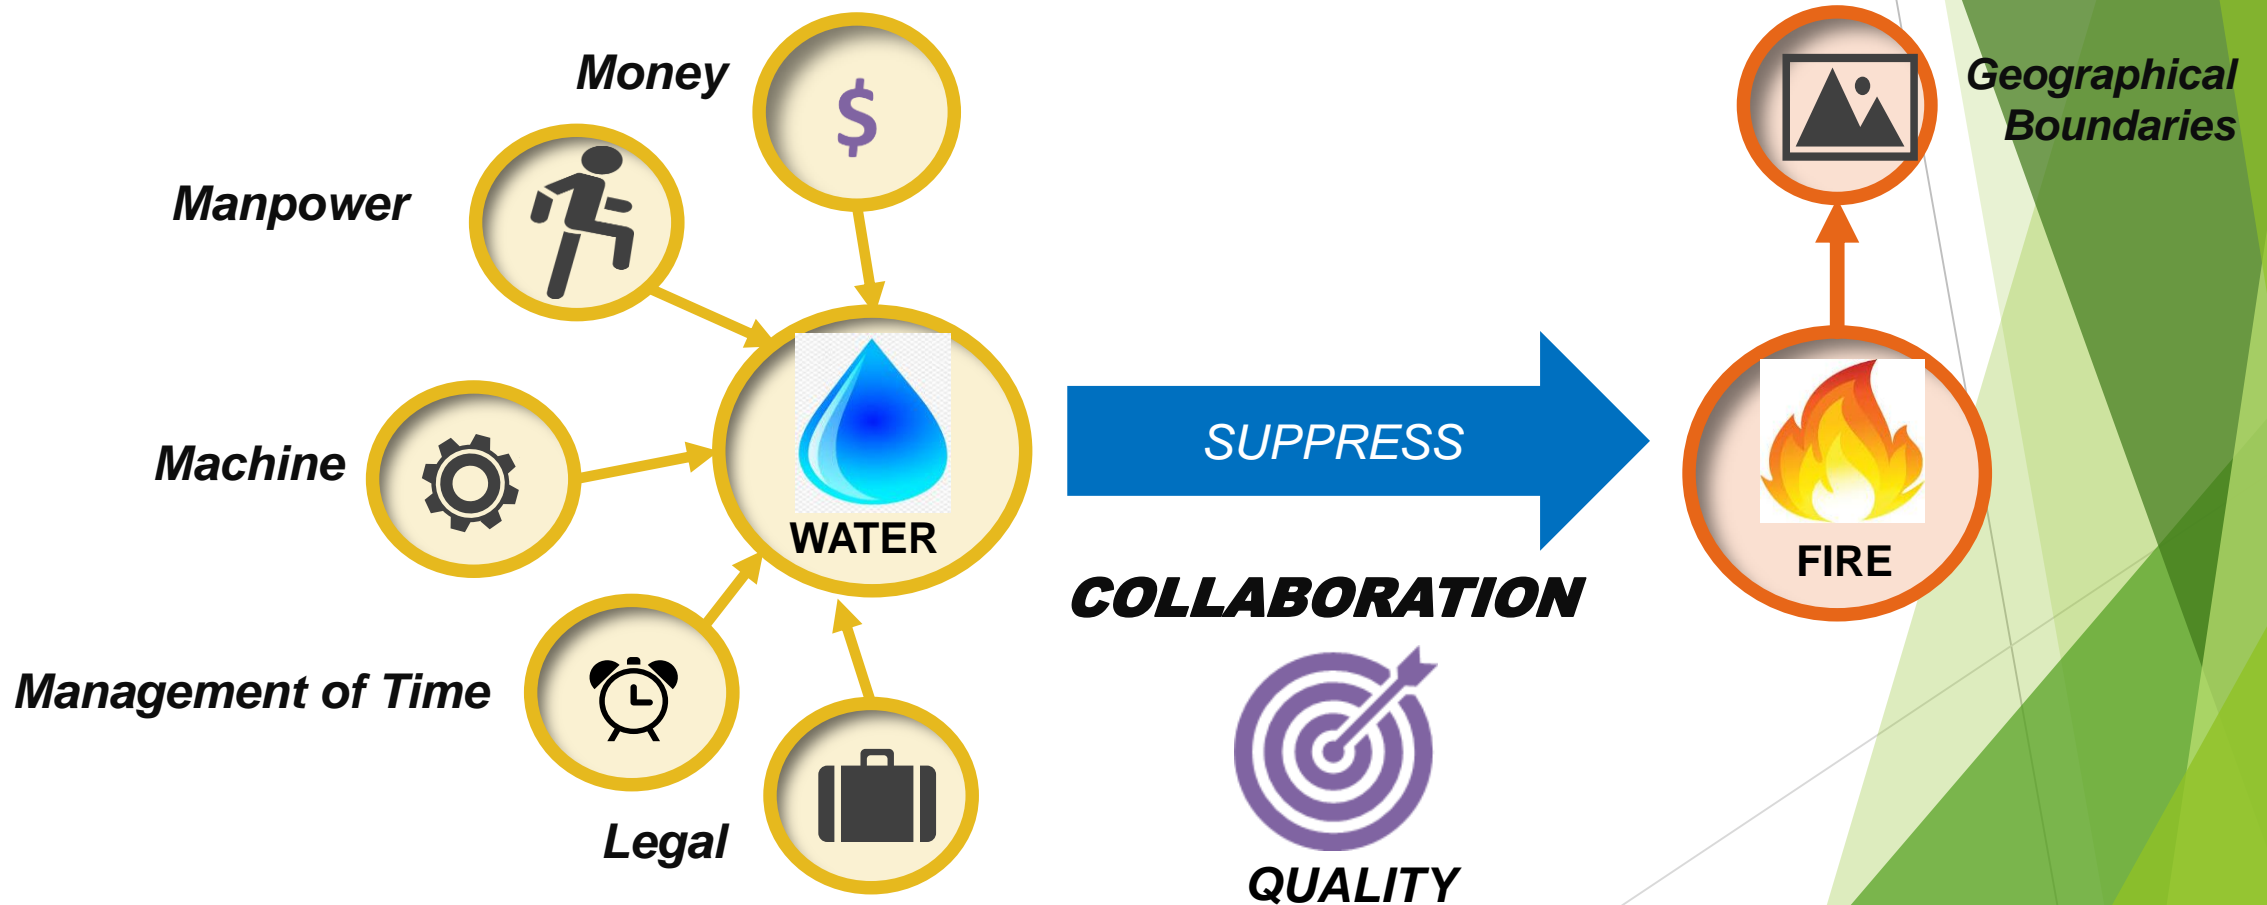 Money
$
Manpower
Machine
Management of Time
Legal
WATER
SUPPRESS
COLLABORATION
QUALITY
Geographical
Boundaries
FIRE